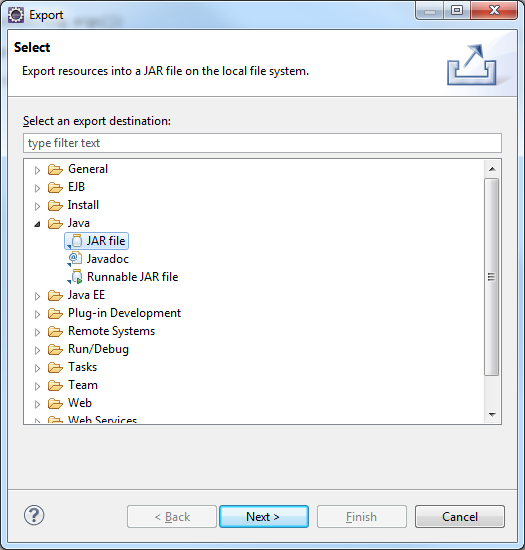 Export
Select
Export resources into a JAR file on the local file system.
Select an export destination:
type filter text
General
EJB
Install
Java
JAR file
Javadoc
Runnable JAR file
Java EE
Plug-in Development
Remote Systems
Run/Debug
Tasks
Team
Web
Web Services
< Back
Next >
Finish
Cancel